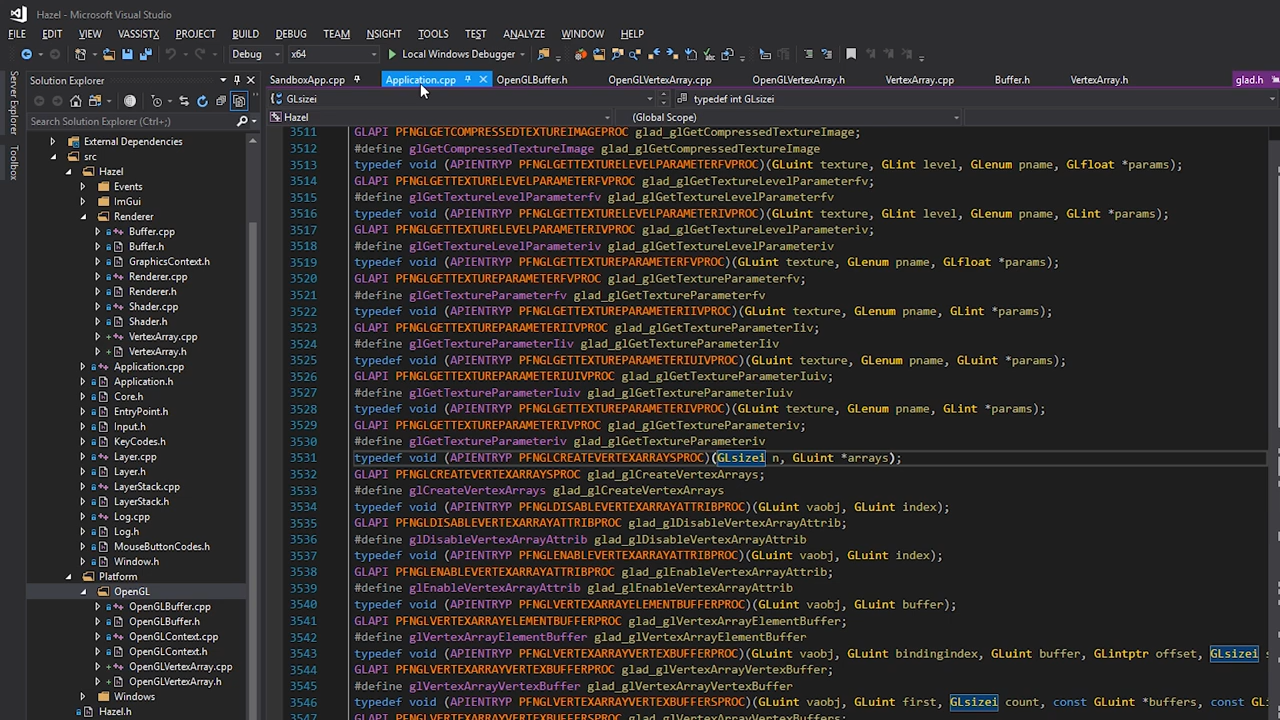 Hazel - Microsoft Visual Studio
FILE EDIT VIEW VASSISTX PROJECT BUILD DEBUG TEAM NSIGHT TOOLS TEST ANALYZE WINDOW HELP
Debug x64 Local Windows Debugger
Server Explorer
Toolbox
Solution Explorer
Search Solution Explorer (Ctrl+;)
External Dependencies
src
Hazel
Events
ImGui
Renderer
Buffer.cpp
Buffer.h
GraphicsContext.h
Renderer.cpp
Renderer.h
Shader.cpp
Shader.h
VertexArray.cpp
VertexArray.h
Application.cpp
Application.h
Core.h
EntryPoint.h
Input.h
KeyCodes.h
Layer.cpp
Layer.h
LayerStack.cpp
LayerStack.h
Log.cpp
Log.h
MouseButtonCodes.h
Window.h
Platform
OpenGL
OpenGLBuffer.cpp
OpenGLBuffer.h
OpenGLContext.cpp
OpenGLContext.h
OpenGLVertexArray.cpp
OpenGLVertexArray.h
Windows
Hazel.h
SandboxApp.cpp Application.cpp OpenGLBuffer.h OpenGLVertexArray.cpp OpenGLVertexArray.h VertexArray.cpp Buffer.h VertexArray.h glad.h
GLsizei typedef int GLsizei
Hazel (Global Scope)
3511 GLAPI PFNGLGETCOMPRESSEDTEXTUREIMAGEPROC glad_glGetCompressedTextureImage;
3512 #define glGetCompressedTextureImage glad_glGetCompressedTextureImage
3513 typedef void (APIENTRYP PFNGLGETTEXTURELEVELPARAMETERFVPROC)(GLuint texture, GLint level, GLenum pname, GLfloat *params);
3514 GLAPI PFNGLGETTEXTURELEVELPARAMETERFVPROC glad_glGetTextureLevelParameterfv;
3515 #define glGetTextureLevelParameterfv glad_glGetTextureLevelParameterfv
3516 typedef void (APIENTRYP PFNGLGETTEXTURELEVELPARAMETERIVPROC)(GLuint texture, GLint level, GLenum pname, GLint *params);
3517 GLAPI PFNGLGETTEXTURELEVELPARAMETERIVPROC glad_glGetTextureLevelParameteriv;
3518 #define glGetTextureLevelParameteriv glad_glGetTextureLevelParameteriv
3519 typedef void (APIENTRYP PFNGLGETTEXTUREPARAMETERFVPROC)(GLuint texture, GLenum pname, GLfloat *params);
3520 GLAPI PFNGLGETTEXTUREPARAMETERFVPROC glad_glGetTextureParameterfv;
3521 #define glGetTextureParameterfv glad_glGetTextureParameterfv
3522 typedef void (APIENTRYP PFNGLGETTEXTUREPARAMETERIIVPROC)(GLuint texture, GLenum pname, GLint *params);
3523 GLAPI PFNGLGETTEXTUREPARAMETERIIVPROC glad_glGetTextureParameterIiv;
3524 #define glGetTextureParameterIiv glad_glGetTextureParameterIiv
3525 typedef void (APIENTRYP PFNGLGETTEXTUREPARAMETERIUIVPROC)(GLuint texture, GLenum pname, GLuint *params);
3526 GLAPI PFNGLGETTEXTUREPARAMETERIUIVPROC glad_glGetTextureParameterIuiv;
3527 #define glGetTextureParameterIuiv glad_glGetTextureParameterIuiv
3528 typedef void (APIENTRYP PFNGLGETTEXTUREPARAMETERIVPROC)(GLuint texture, GLenum pname, GLint *params);
3529 GLAPI PFNGLGETTEXTUREPARAMETERIVPROC glad_glGetTextureParameteriv;
3530 #define glGetTextureParameteriv glad_glGetTextureParameteriv
3531 typedef void (APIENTRYP PFNGLCREATEVERTEXARRAYSPROC)(GLsizei n, GLuint *arrays);
3532 GLAPI PFNGLCREATEVERTEXARRAYSPROC glad_glCreateVertexArrays;
3533 #define glCreateVertexArrays glad_glCreateVertexArrays
3534 typedef void (APIENTRYP PFNGLDISABLEVERTEXARRAYATTRIBPROC)(GLuint vaobj, GLuint index);
3535 GLAPI PFNGLDISABLEVERTEXARRAYATTRIBPROC glad_glDisableVertexArrayAttrib;
3536 #define glDisableVertexArrayAttrib glad_glDisableVertexArrayAttrib
3537 typedef void (APIENTRYP PFNGLENABLEVERTEXARRAYATTRIBPROC)(GLuint vaobj, GLuint index);
3538 GLAPI PFNGLENABLEVERTEXARRAYATTRIBPROC glad_glEnableVertexArrayAttrib;
3539 #define glEnableVertexArrayAttrib glad_glEnableVertexArrayAttrib
3540 typedef void (APIENTRYP PFNGLVERTEXARRAYELEMENTBUFFERPROC)(GLuint vaobj, GLuint buffer);
3541 GLAPI PFNGLVERTEXARRAYELEMENTBUFFERPROC glad_glVertexArrayElementBuffer;
3542 #define glVertexArrayElementBuffer glad_glVertexArrayElementBuffer
3543 typedef void (APIENTRYP PFNGLVERTEXARRAYVERTEXBUFFERPROC)(GLuint vaobj, GLuint bindingindex, GLuint buffer, GLintptr offset, GLsizei s
3544 GLAPI PFNGLVERTEXARRAYVERTEXBUFFERPROC glad_glVertexArrayVertexBuffer;
3545 #define glVertexArrayVertexBuffer glad_glVertexArrayVertexBuffer
3546 typedef void (APIENTRYP PFNGLVERTEXARRAYVERTEXBUFFERSPROC)(GLuint vaobj, GLuint first, GLsizei count, const GLuint *buffers, const GLi
3547 GLAPI PFNGLVERTEXARRAYVERTEXBUFFERSPROC glad_glVertexArrayVertexBuffers;